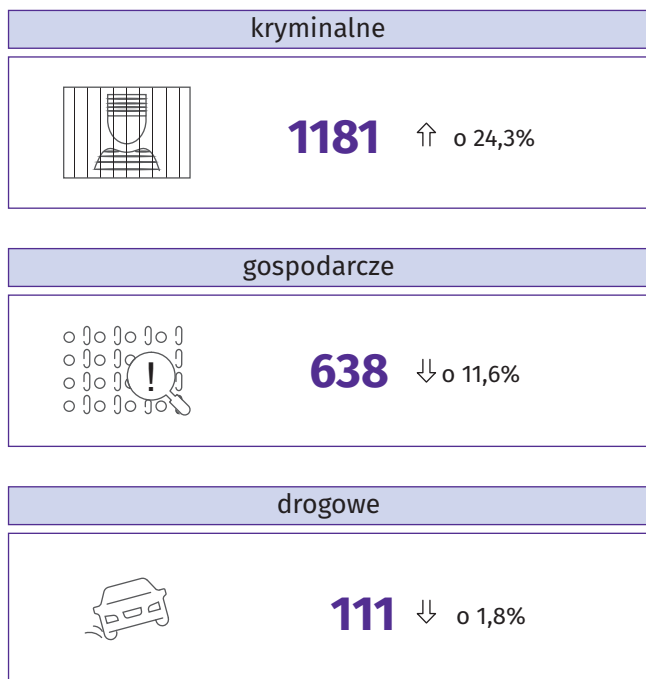 kryminalne
1181 ⇑ o 24,3%
gospodarcze
! 638 ⇓ o 11,6%
drogowe
111 ⇓ o 1,8%